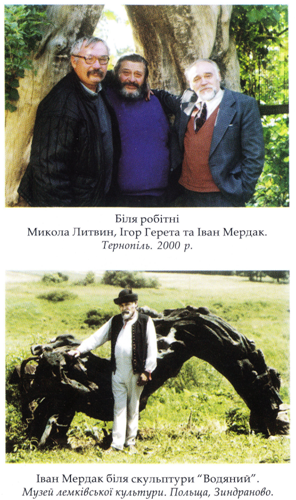 Біля робітні
Микола Литвин, Ігор Герета та Іван Мердак.
Тернопіль. 2000 р.
Іван Мердак біля скульптури “Водяний”.
Музей лемківської культури. Польща, Зиндраново.